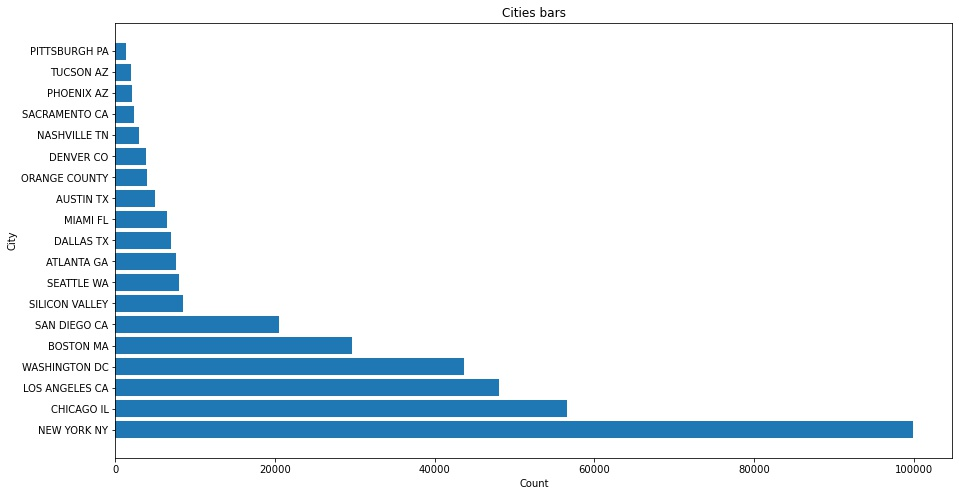 Cities bars
PITTSBURGH PA
TUCSON AZ
PHOENIX AZ
SACRAMENTO CA
NASHVILLE TN
DENVER CO
ORANGE COUNTY
AUSTIN TX
MIAMI FL
DALLAS TX
ATLANTA GA
SEATTLE WA
SILICON VALLEY
SAN DIEGO CA
BOSTON MA
WASHINGTON DC
LOS ANGELES CA
CHICAGO IL
NEW YORK NY
City
0 20000 40000 60000 80000 100000
Count